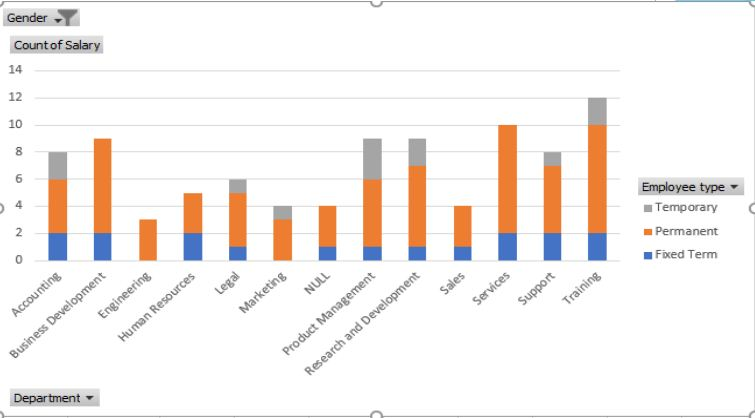 Gender
Count of Salary
14
12
10
8
6
4
2
0
Accounting
Business Development
Engineering
Human Resources
Legal
Marketing
NULL
Product Management
Research and Development
Sales
Services
Support
Training
Employee type
Temporary
Permanent
Fixed Term
Department